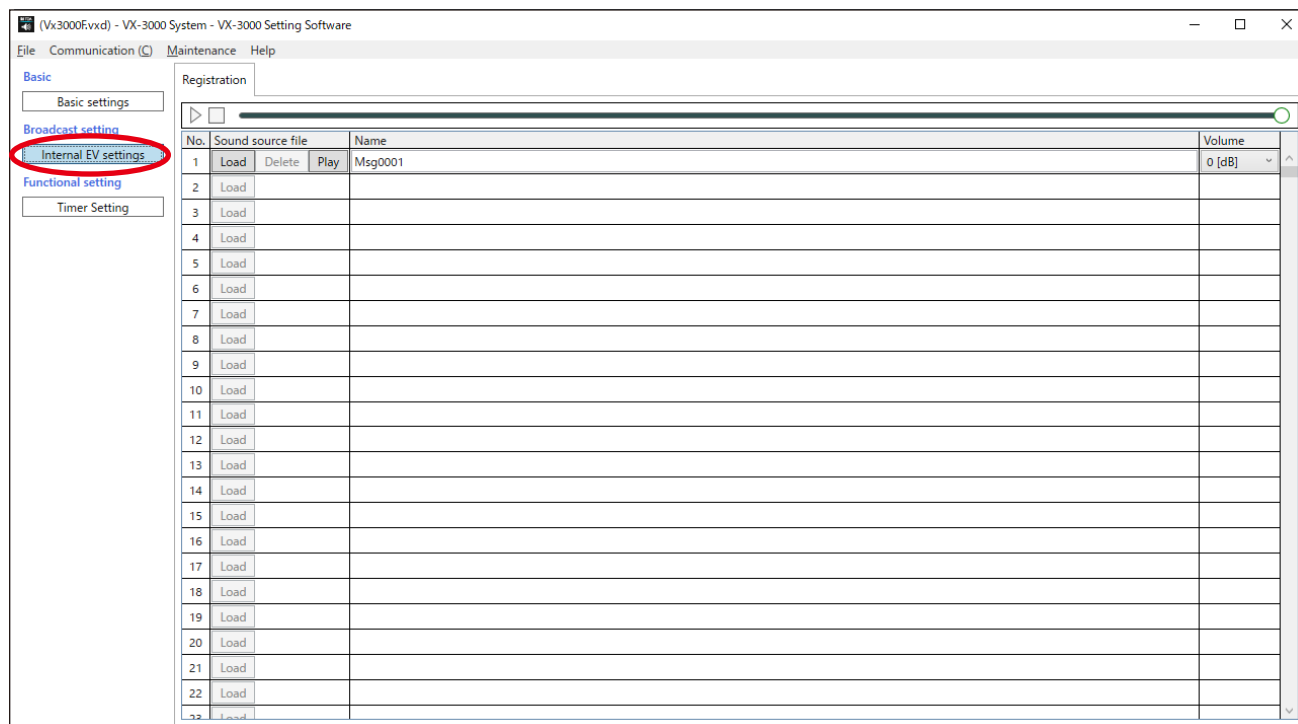 (Vx3000F.vxd) - VX-3000 System - VX-3000 Setting Software
File Communication (C) Maintenance Help
Basic
Basic settings
Broadcast setting
Internal EV settings
Functional setting
Timer Setting
Registration
No. Sound source file Name Volume
1 Load Delete Play Msg0001 0 [dB]
2 Load
3 Load
4 Load
5 Load
6 Load
7 Load
8 Load
9 Load
10 Load
11 Load
12 Load
13 Load
14 Load
15 Load
16 Load
17 Load
18 Load
19 Load
20 Load
21 Load
22 Load
23 Load